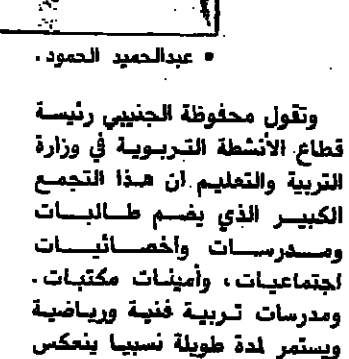 • عبدالحميد الحمود .
وتقول محفوظة الجنيبي رئيسة
قطاع الأنشطة التربوية في وزارة
التربية والتعليم ان هذا التجمع
الكبير الذي يضم طالبات
ومدرسات وأخصائيات
اجتماعيات، وأمينات مكتبات .
ومدرسات تربية فنية ورياضية
ويستمر لمدة طويلة نسبيا ينعكس